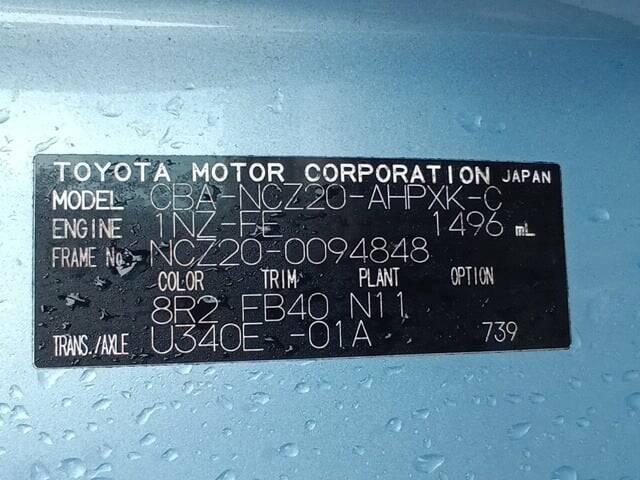 TOYOTA MOTOR CORPORATION JAPAN
MODEL CBA-NCZ20-AHPXK-C
ENGINE 1NZ-FE 1496 mL
FRAME No. NCZ20-0094848
COLOR TRIM PLANT OPTION
8R2 FB40 N11
TRANS./AXLE U340E -01A 739